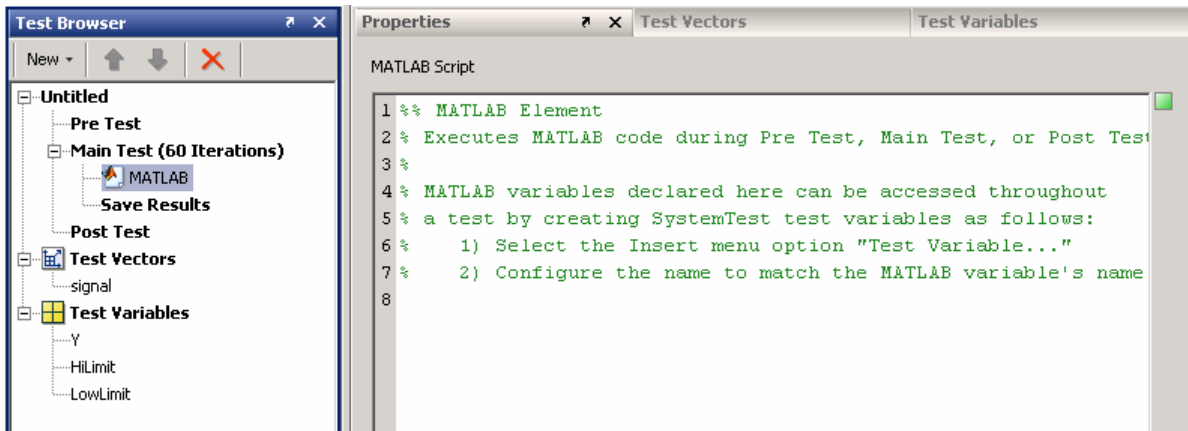 Test Browser
New
Untitled
Pre Test
Main Test (60 Iterations)
MATLAB
Save Results
Post Test
Test Vectors
signal
Test Variables
Y
HiLimit
LowLimit
Properties Test Vectors Test Variables
MATLAB Script
1 %% MATLAB Element
2 % Executes MATLAB code during Pre Test, Main Test, or Post Test
3 %
4 % MATLAB variables declared here can be accessed throughout
5 % a test by creating SystemTest test variables as follows:
6 % 1) Select the Insert menu option "Test Variable..."
7 % 2) Configure the name to match the MATLAB variable's name
8